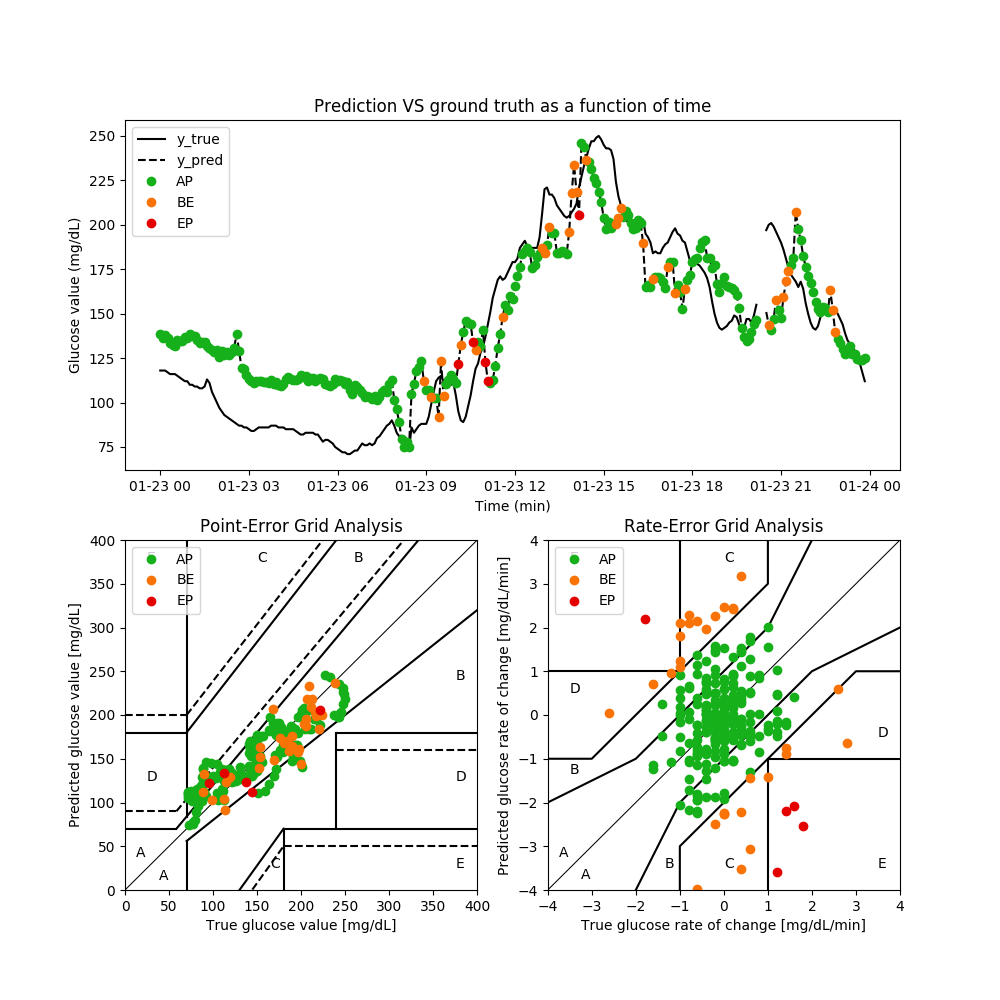 Prediction VS ground truth as a function of time
Glucose value (mg/dL)
250
225
200
175
150
125
100
75
y_true
y_pred
AP
BE
EP
01-23 00 01-23 03 01-23 06 01-23 09 01-23 12 01-23 15 01-23 18 01-23 21 01-24 00
Time (min)
Point-Error Grid Analysis
Predicted glucose value [mg/dL]
400
350
300
250
200
150
100
50
0
AP
BE
EP
C
B
B
D
D
A
A
C
E
0 50 100 150 200 250 300 350 400
True glucose value [mg/dL]
Rate-Error Grid Analysis
Predicted glucose rate of change [mg/dL/min]
4
3
2
1
0
−1
−2
−3
−4
AP
BE
EP
C
D
D
B
A
A
B
C
E
−4 −3 −2 −1 0 1 2 3 4
True glucose rate of change [mg/dL/min]